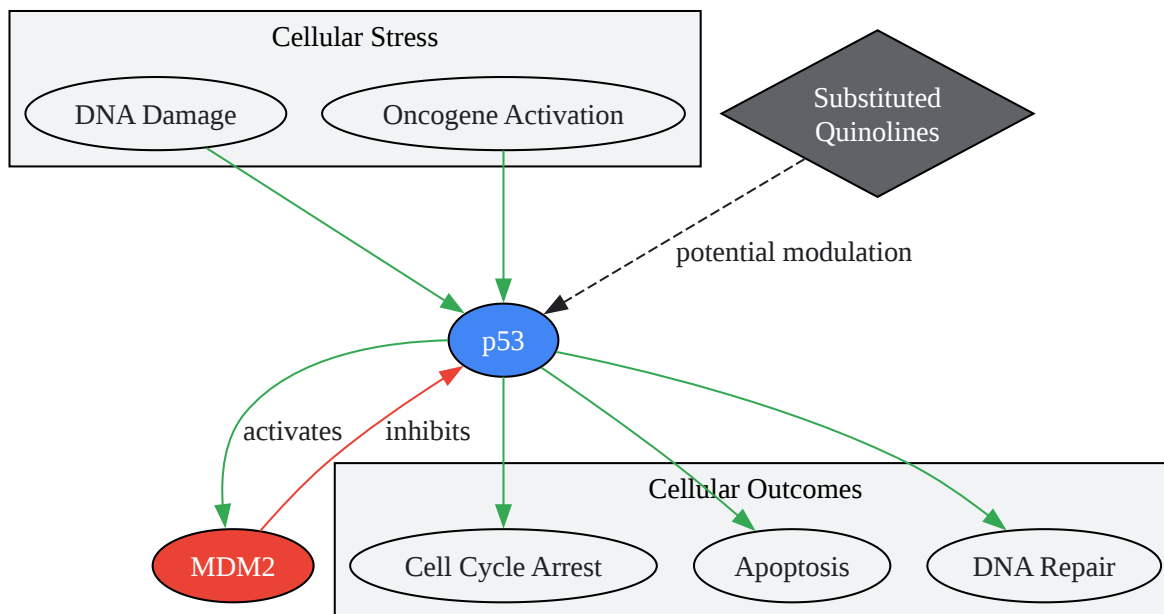 Cellular Stress
DNA Damage
Oncogene Activation
Substituted
Quinolines
potential modulation
p53
activates
inhibits
Cellular Outcomes
MDM2
Cell Cycle Arrest
Apoptosis
DNA Repair